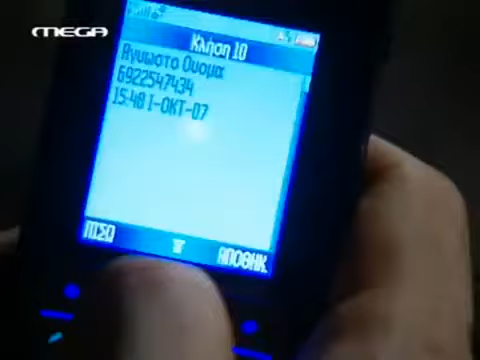 MEGA
Κλήση 10
Άγνωστο Όνομα
6922547434
15:48 1-ΟΚΤ-07
ΠΙΣΩ
ΑΠΟΘΗΚ.